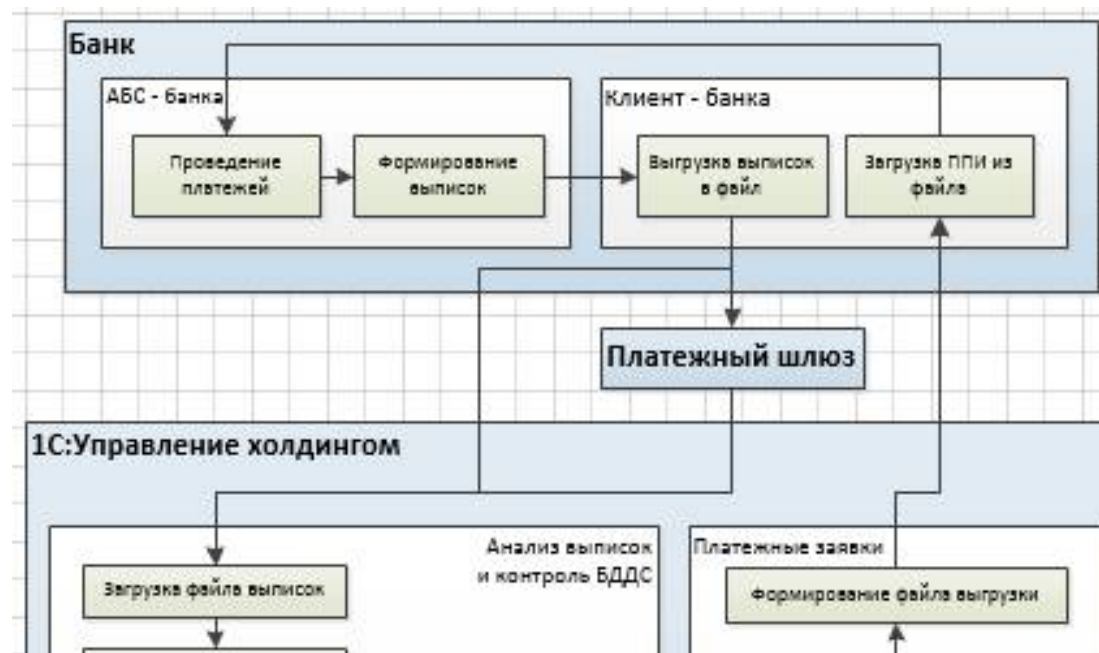 Банк
АБС - банка
Клиент - банка
Проведение
платежей
Формирование
выписок
Выгрузка выписок
в файл
Загрузка ППИ из
файла
Платежный шлюз
1С:Управление холдингом
Анализ выписок
и контроль БДДС
Платежные заявки
Загрузка файла выписок
Формирование файла выгрузки